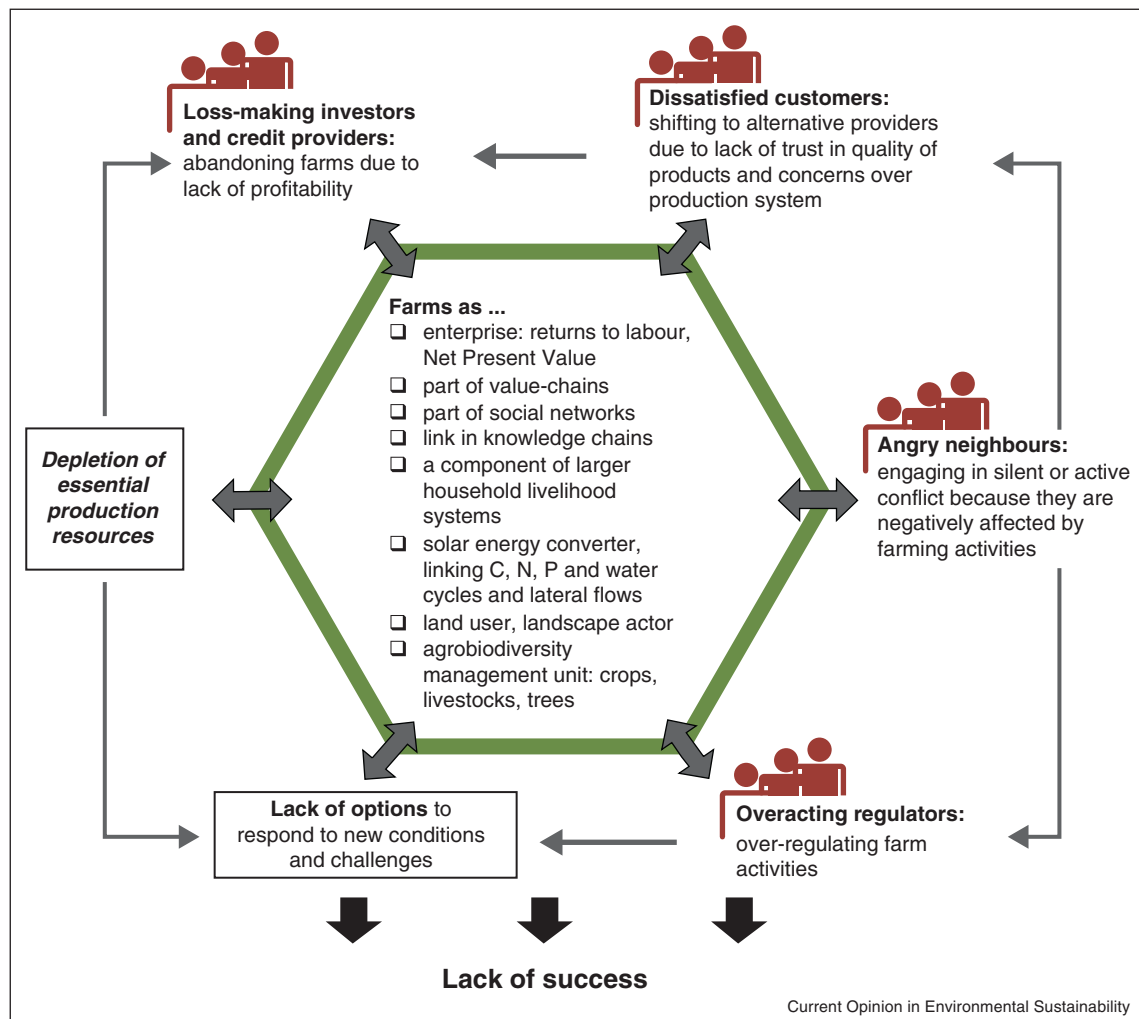 Loss-making investors
and credit providers:
abandoning farms due to
lack of profitability
Dissatisfied customers:
shifting to alternative providers
due to lack of trust in quality of
products and concerns over
production system
Farms as ...
enterprise: returns to labour,
Net Present Value
part of value-chains
part of social networks
link in knowledge chains
a component of larger
household livelihood
systems
solar energy converter,
linking C, N, P and water
cycles and lateral flows
land user, landscape actor
agrobiodiversity
management unit: crops,
livestocks, trees
Depletion of
essential
production
resources
Angry neighbours:
engaging in silent or active
conflict because they are
negatively affected by
farming activities
Lack of options to
respond to new conditions
and challenges
Overacting regulators:
over-regulating farm
activities
Lack of success
Current Opinion in Environmental Sustainability